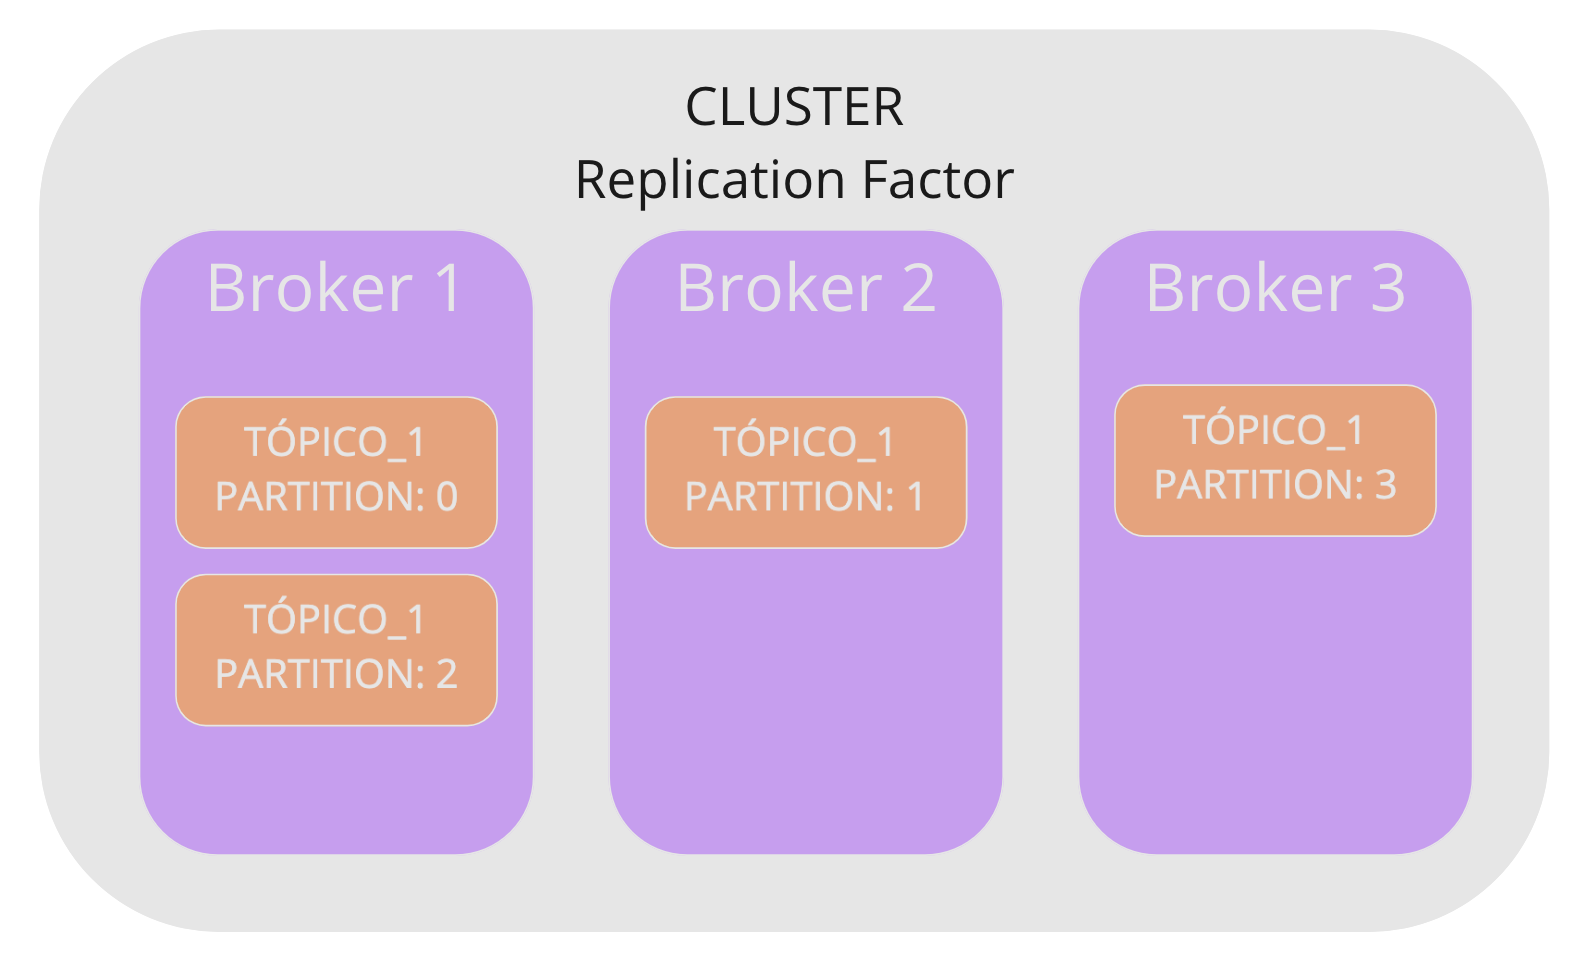 CLUSTER
Replication Factor
Broker 1
TÓPICO_1
PARTITION: 0
TÓPICO_1
PARTITION: 2
Broker 2
TÓPICO_1
PARTITION: 1
Broker 3
TÓPICO_1
PARTITION: 3